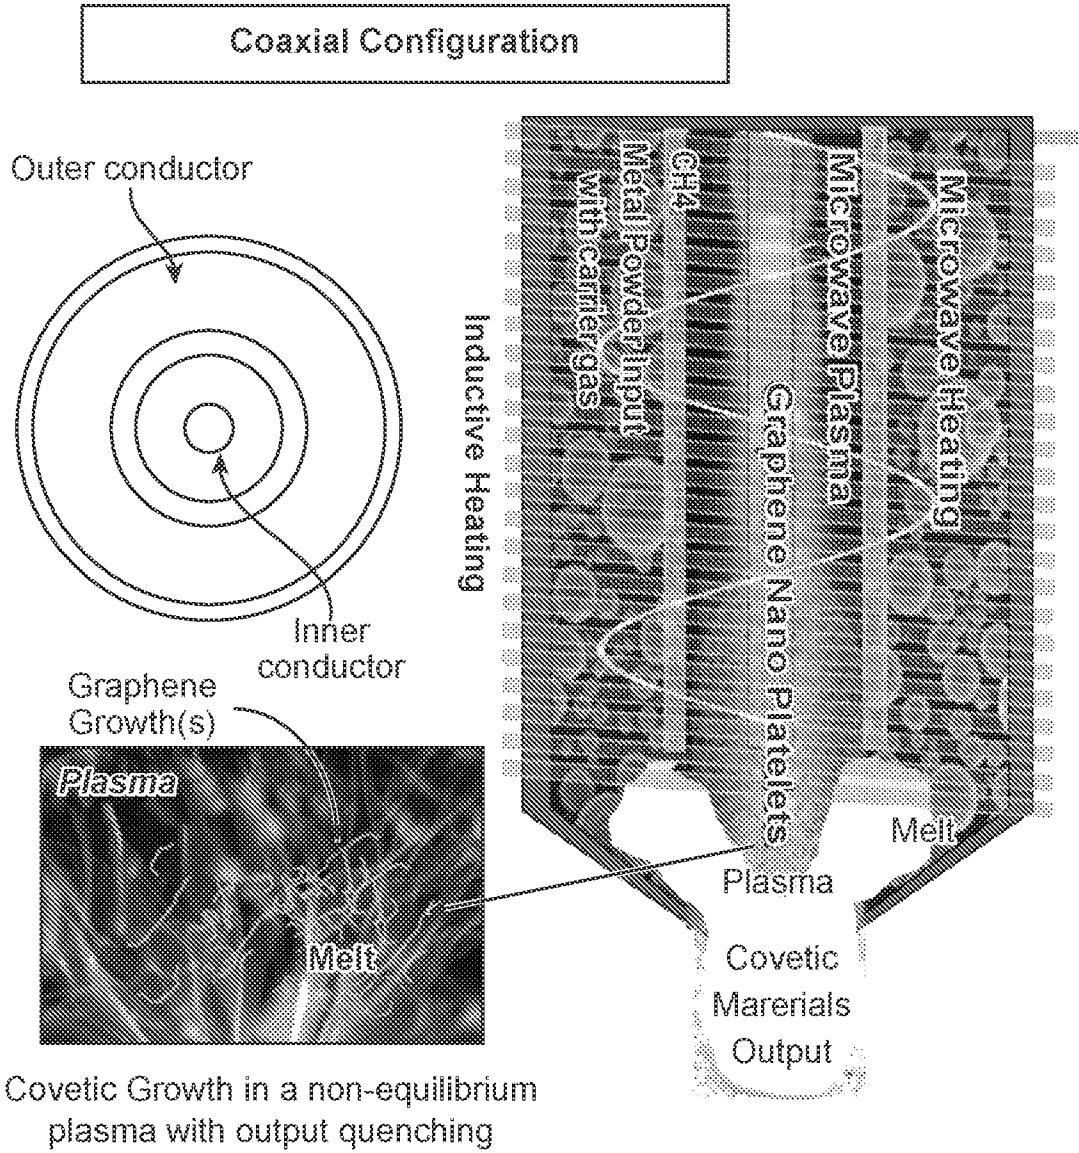 Coaxial Configuration
Outer conductor
Inner
conductor
Graphene
Growth(s)
Plasma
Melt
Covetic Growth in a non-equilibrium
plasma with output quenching
Inductive Heating
Metal Powder Input
with carrier gas
CH4
Graphene Nano Platelets
Microwave Plasma
Microwave Heating
Melt
Plasma
Covetic
Marerials
Output